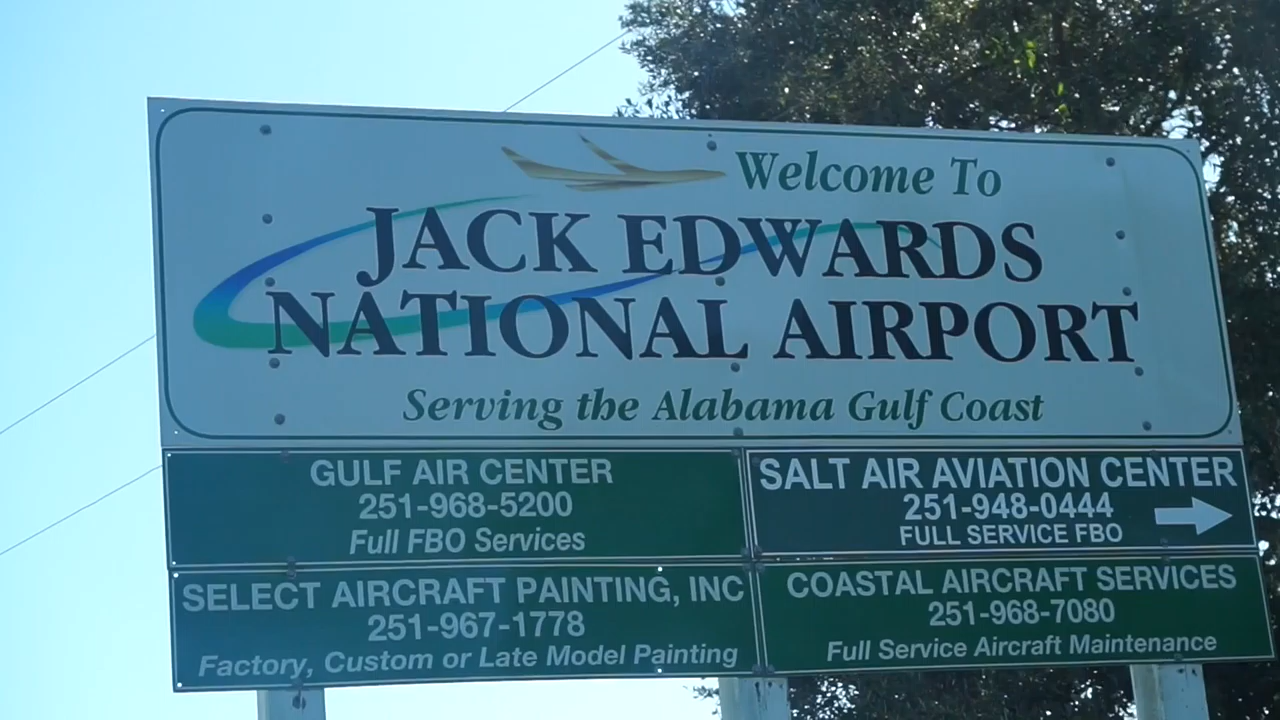 Welcome To
JACK EDWARDS
NATIONAL AIRPORT
Serving the Alabama Gulf Coast
GULF AIR CENTER
251-968-5200
Full FBO Services
SALT AIR AVIATION CENTER
251-948-0444
FULL SERVICE FBO
SELECT AIRCRAFT PAINTING, INC
251-967-1778
Factory, Custom or Late Model Painting
COASTAL AIRCRAFT SERVICES
251-968-7080
Full Service Aircraft Maintenance